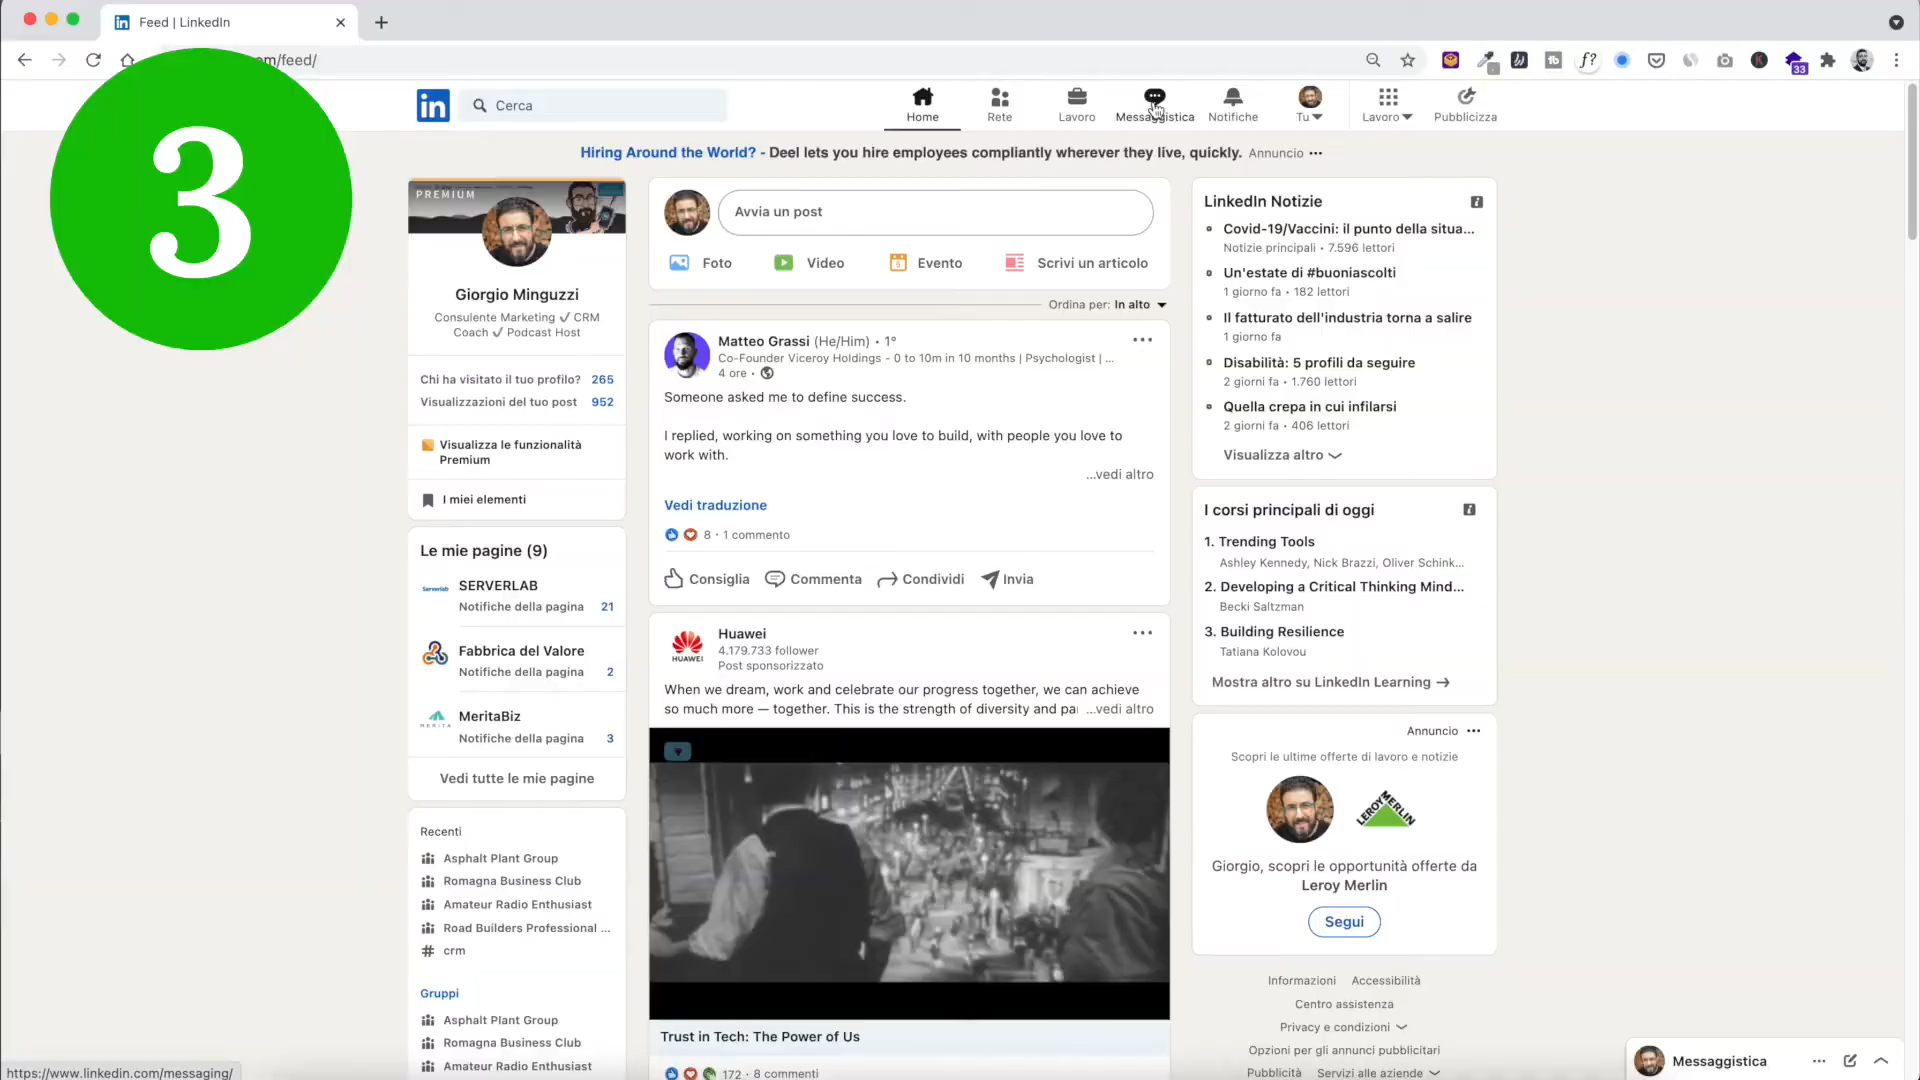 Feed | LinkedIn
om/feed/
33
3
in
Cerca
Home
Rete
Lavoro
Messaggistica
Notifiche
Tu
Lavoro
Pubblicizza
Hiring Around the World? - Deel lets you hire employees compliantly wherever they live, quickly. Annuncio
PREMIUM
Giorgio Minguzzi
Consulente Marketing ✓ CRM
Coach ✓ Podcast Host
Chi ha visitato il tuo profilo? 265
Visualizzazioni del tuo post 952
Visualizza le funzionalità
Premium
I miei elementi
Le mie pagine (9)
Serverlab
SERVERLAB
Notifiche della pagina 21
Fabbrica del Valore
Notifiche della pagina 2
MERITA
MeritaBiz
Notifiche della pagina 3
Vedi tutte le mie pagine
Recenti
Asphalt Plant Group
Romagna Business Club
Amateur Radio Enthusiast
Road Builders Professional ...
# crm
Gruppi
Asphalt Plant Group
Romagna Business Club
Amateur Radio Enthusiast
Avvia un post
Foto
Video
Evento
Scrivi un articolo
Ordina per: In alto
Matteo Grassi (He/Him) • 1°
Co-Founder Viceroy Holdings - 0 to 10m in 10 months | Psychologist | ...
4 ore •
Someone asked me to define success.
I replied, working on something you love to build, with people you love to
work with.
...vedi altro
Vedi traduzione
8 · 1 commento
Consiglia
Commenta
Condividi
Invia
HUAWEI
Huawei
4.179.733 follower
Post sponsorizzato
When we dream, work and celebrate our progress together, we can achieve
so much more — together. This is the strength of diversity and pa ...vedi altro
Trust in Tech: The Power of Us
172 · 8 commenti
LinkedIn Notizie
Covid-19/Vaccini: il punto della situa...
Notizie principali • 7.596 lettori
Un'estate di #buoniascolti
1 giorno fa • 182 lettori
Il fatturato dell'industria torna a salire
1 giorno fa
Disabilità: 5 profili da seguire
2 giorni fa • 1.760 lettori
Quella crepa in cui infilarsi
2 giorni fa • 406 lettori
Visualizza altro
I corsi principali di oggi
1. Trending Tools
Ashley Kennedy, Nick Brazzi, Oliver Schink...
2. Developing a Critical Thinking Mind...
Becki Saltzman
3. Building Resilience
Tatiana Kolovou
Mostra altro su LinkedIn Learning →
Annuncio
Scopri le ultime offerte di lavoro e notizie
LEROY MERLIN
Giorgio, scopri le opportunità offerte da
Leroy Merlin
Segui
Informazioni Accessibilità
Centro assistenza
Privacy e condizioni
Opzioni per gli annunci pubblicitari
Pubblicità Servizi alle aziende
Messaggistica
https://www.linkedin.com/messaging/